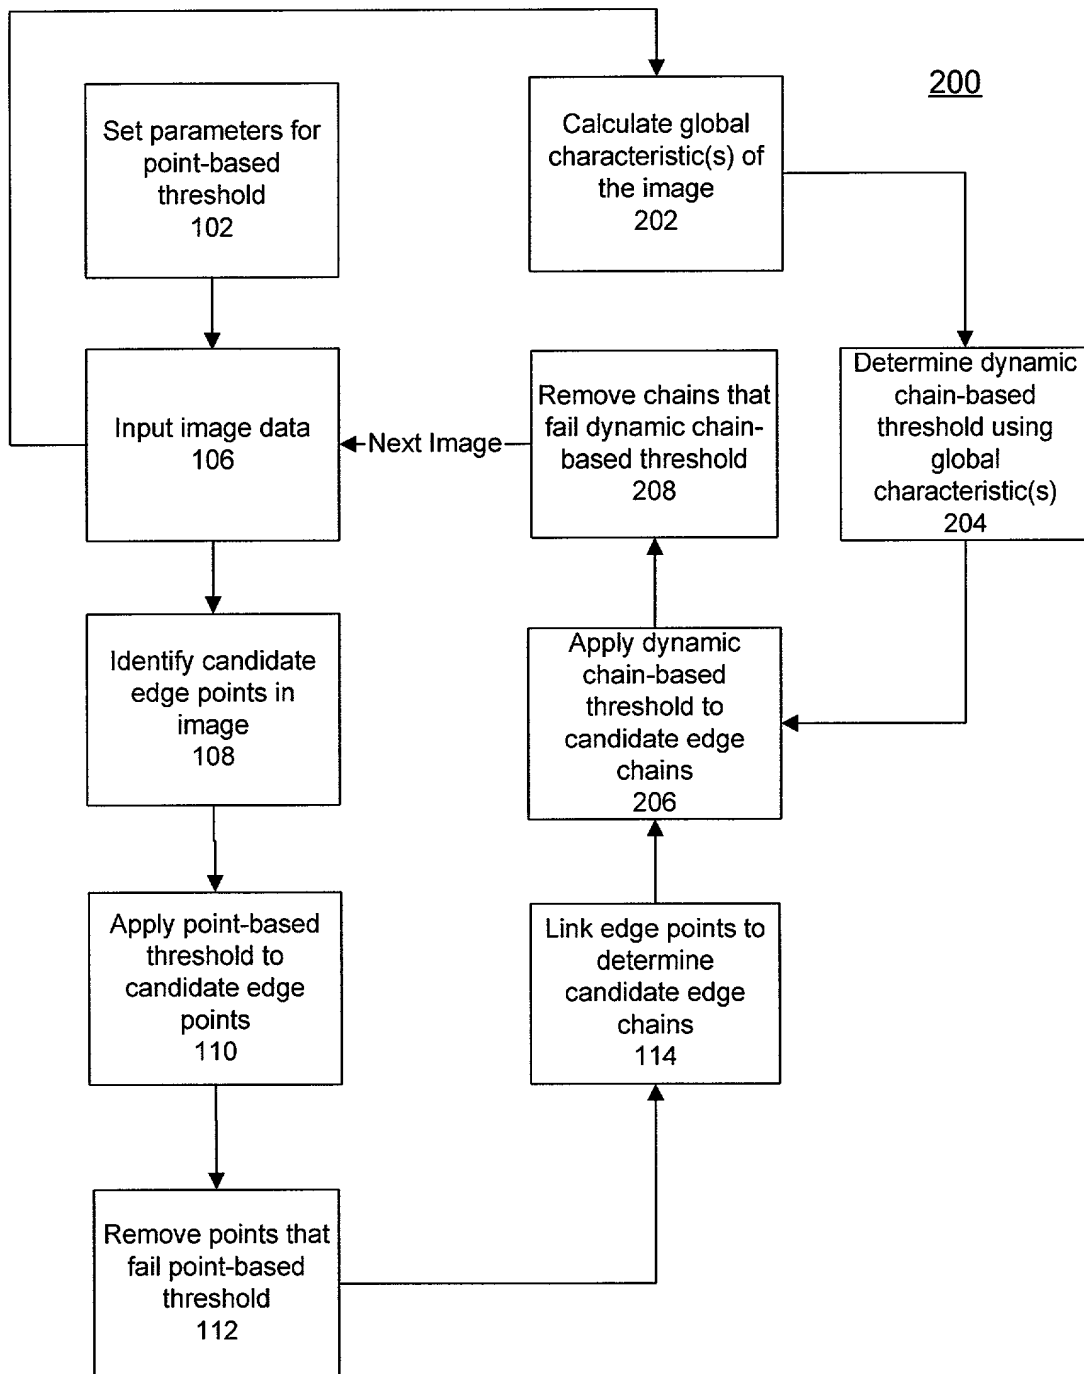 200
Set parameters for
point-based
threshold
102
Calculate global
characteristic(s) of
the image
202
Input image data
106
Next Image
Remove chains that
fail dynamic chain-
based threshold
208
Determine dynamic
chain-based
threshold using
global
characteristic(s)
204
Identify candidate
edge points in
image
108
Apply dynamic
chain-based
threshold to
candidate edge
chains
206
Apply point-based
threshold to
candidate edge
points
110
Link edge points to
determine
candidate edge
chains
114
Remove points that
fail point-based
threshold
112